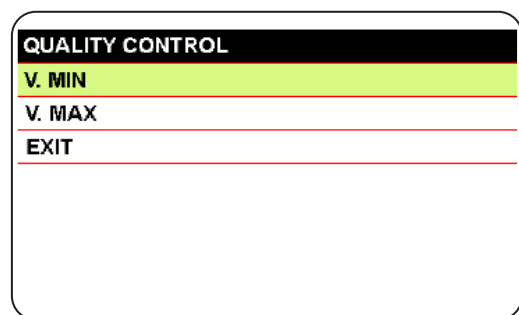 QUALITY CONTROL
V. MIN
V. MAX
EXIT